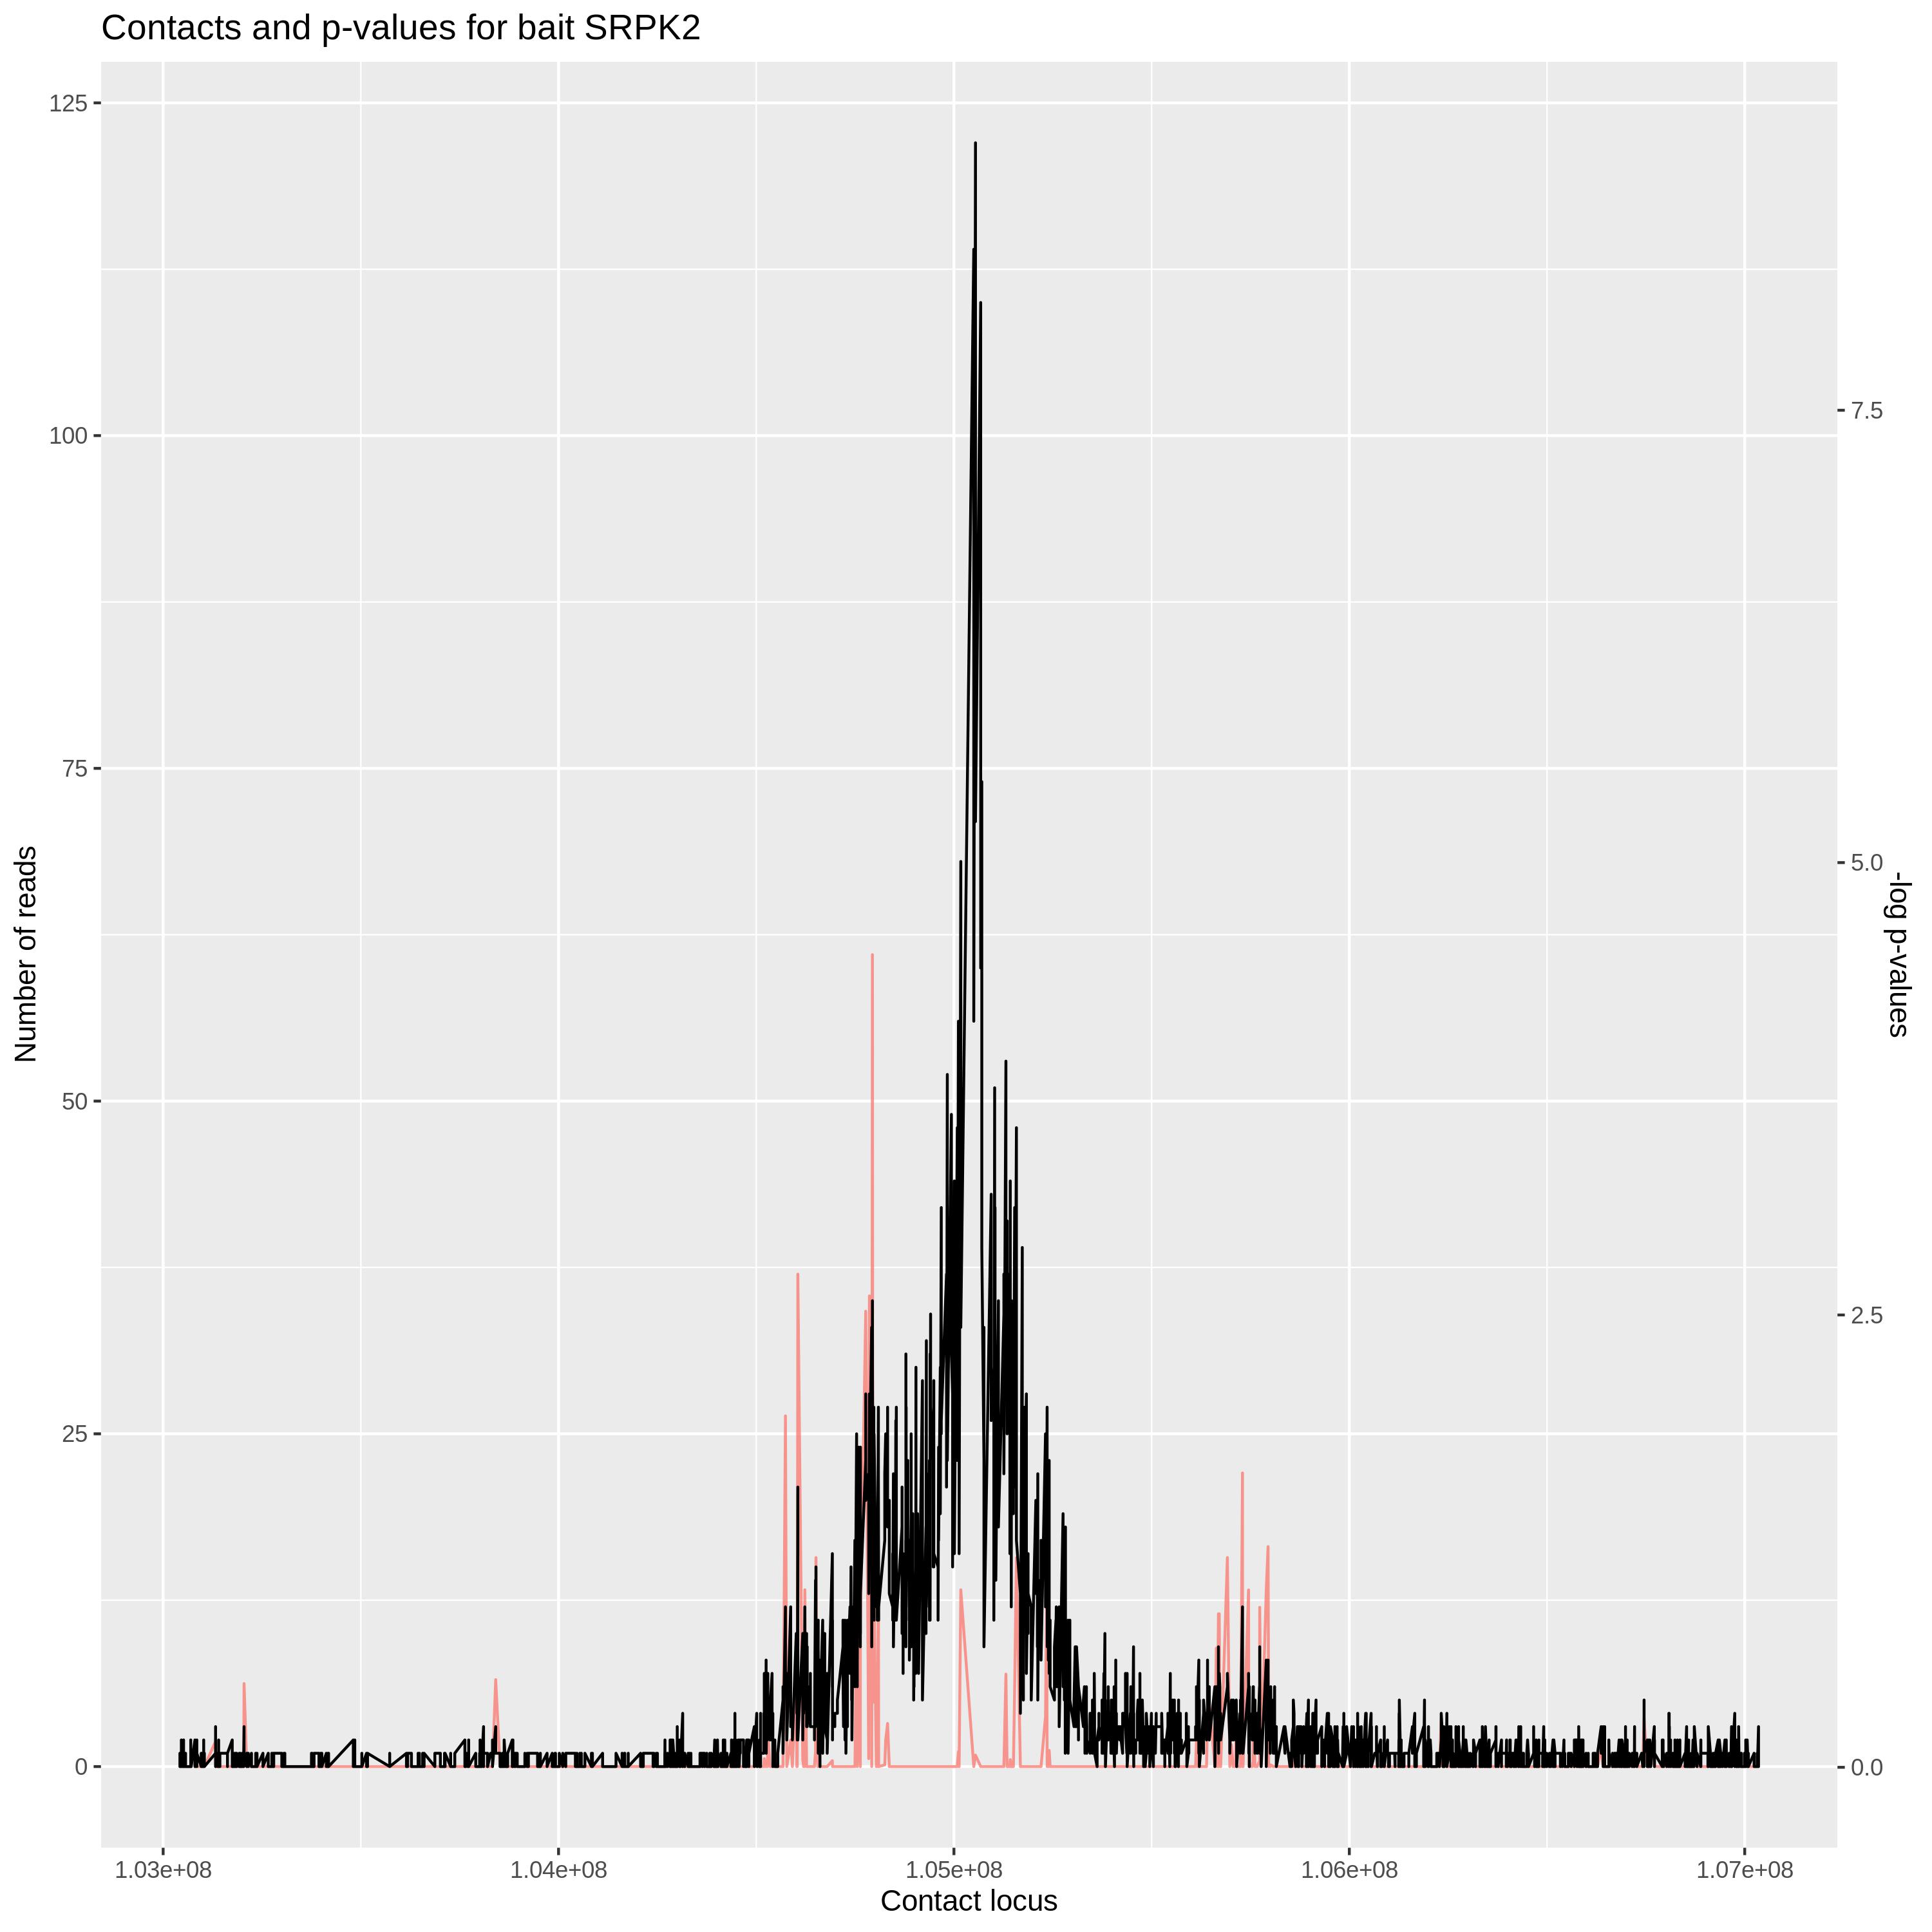 Contacts and p-values for bait SRPK2
125
100
75
50
25
0
Number of reads
7.5
5.0
2.5
0.0
-log p-values
1.03e+08
1.04e+08
1.05e+08
1.06e+08
1.07e+08
Contact locus